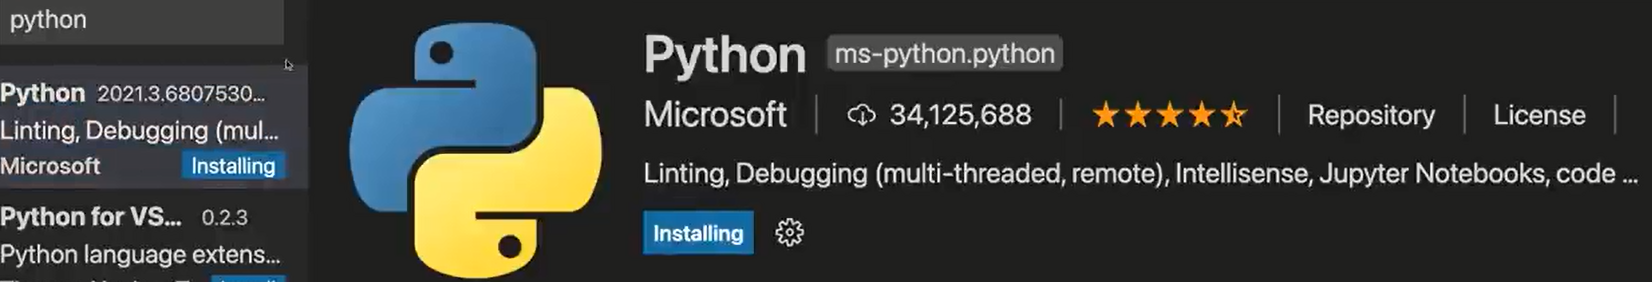 python
Python 2021.3.6807530...
Linting, Debugging (mul...
Microsoft Installing
Python for VS... 0.2.3
Python language extens...
Python ms-python.python
Microsoft 34,125,688 Repository License
Linting, Debugging (multi-threaded, remote), Intellisense, Jupyter Notebooks, code ...
Installing